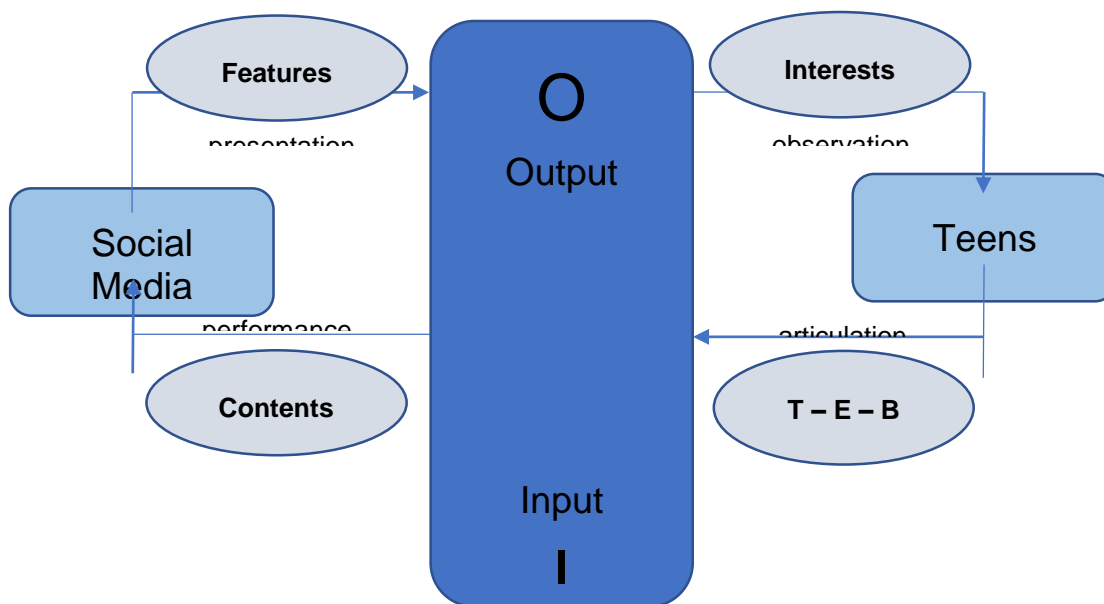 Features
Interests
O
presentation
observation
Output
Social
Media
Teens
performance
articulation
Contents
T – E – B
Input
I